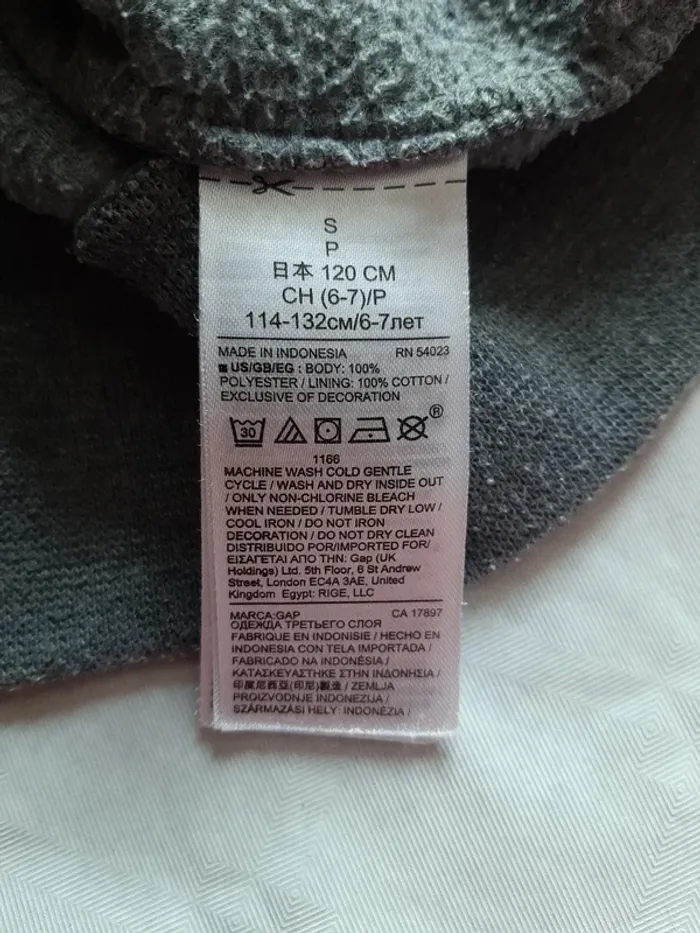 S
P
日本 120 CM
CH (6-7)/P
114-132см/6-7лет
MADE IN INDONESIA RN 54023
US/GB/EG : BODY: 100%
POLYESTER / LINING: 100% COTTON /
EXCLUSIVE OF DECORATION
30 ®
1166
MACHINE WASH COLD GENTLE
CYCLE / WASH AND DRY INSIDE OUT
/ ONLY NON-CHLORINE BLEACH
WHEN NEEDED / TUMBLE DRY LOW /
COOL IRON / DO NOT IRON
DECORATION / DO NOT DRY CLEAN
DISTRIBUIDO POR/IMPORTED FOR/
ΕΙΣΑΓΕΤΑΙ ΑΠΟ ΤΗΝ: Gap (UK
Holdings) Ltd. 5th Floor, 6 St Andrew
Street, London EC4A 3AE, United
Kingdom Egypt: RIGE, LLC
MARCA:GAP CA 17897
ОДЕЖДА ТРЕТЬЕГО СЛОЯ
FABRIQUE EN INDONISIE / HECHO EN
INDONESIA CON TELA IMPORTADA /
FABRICADO NA INDONÉSIA /
ΚΑΤΑΣΚΕΥΑΣΤΗΚΕ ΣΤΗΝ ΙΝΔΟΝΗΣΙΑ /
印度尼西亞(印尼)製造 / ZEMLJA
PROIZVODNJE INDONEZIJA /
SZÁRMAZÁSI HELY: INDONÉZIA /